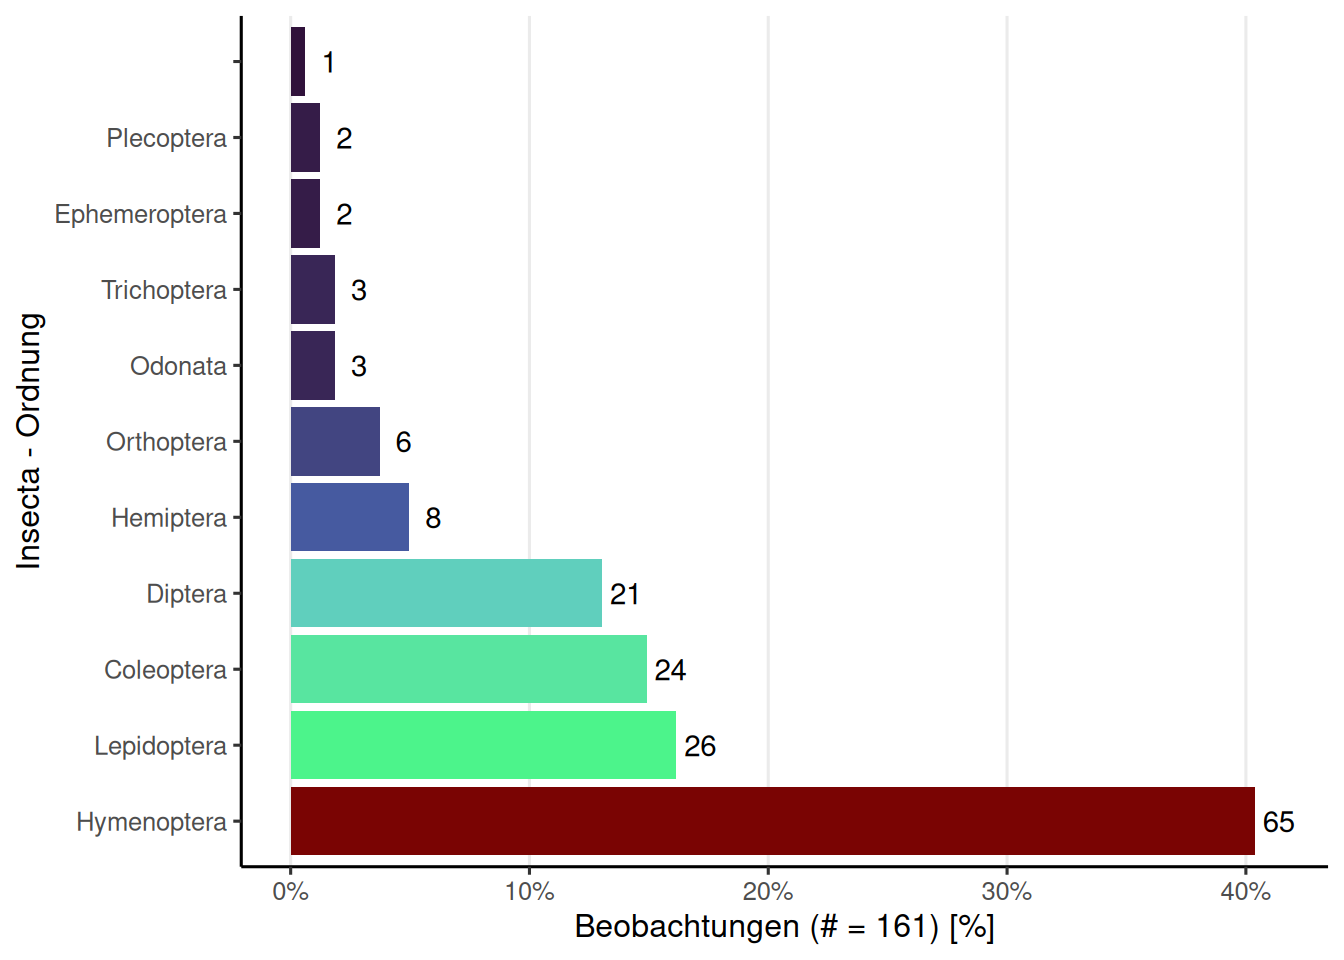 1
Plecoptera 2
Ephemeroptera 2
Trichoptera 3
Odonata 3
Orthoptera 6
Hemiptera 8
Diptera 21
Coleoptera 24
Lepidoptera 26
Hymenoptera 65
Insecta - Ordnung
0% 10% 20% 30% 40%
Beobachtungen (# = 161) [%]